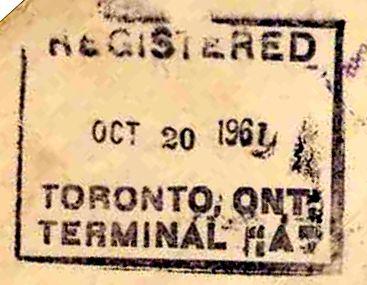 REGISTERED
OCT 20 1961
TORONTO, ONT
TERMINAL "A"